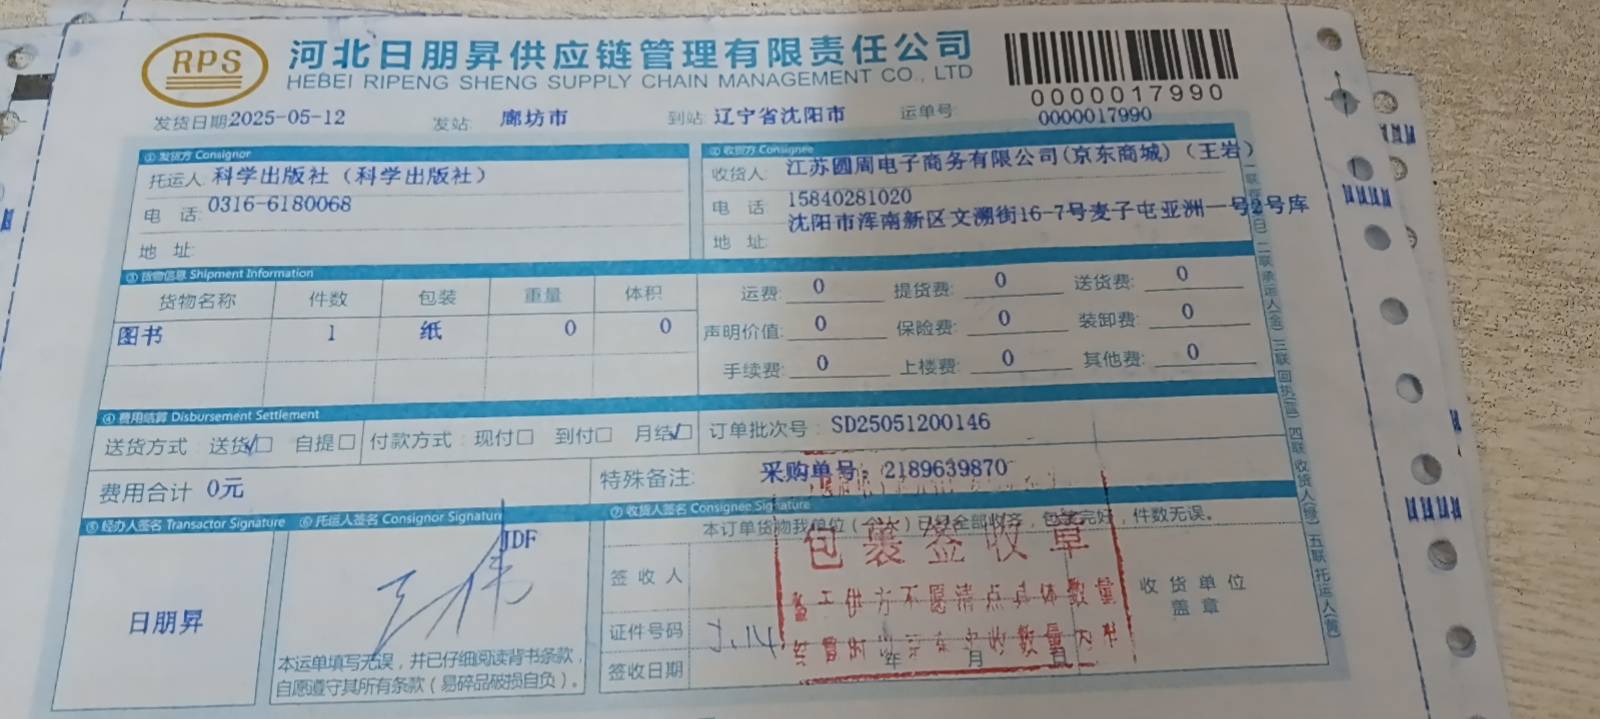 RPS
河北日朋昇供应链管理有限责任公司
HEBEI RIPENG SHENG SUPPLY CHAIN MANAGEMENT CO., LTD
0000017990
发货日期:2025-05-12 发站: 廊坊市 到站: 辽宁省沈阳市 运单号: 0000017990
① 发货方 Consignor
托运人: 科学出版社（科学出版社）
电 话: 0316-6180068
地 址:
② 收货方 Consignee
收货人: 江苏圆周电子商务有限公司(京东商城)（王岩）
电 话: 15840281020
地 址: 沈阳市浑南新区文溯街16-7号麦子屯亚洲一号2号库
③ 货物信息 Shipment Information
货物名称 件数 包装 重量 体积
图书 1 纸 0 0
运费: 0 提货费: 0 送货费: 0
声明价值: 0 保险费: 0 装卸费: 0
手续费: 0 上楼费: 0 其他费: 0
④ 费用结算 Disbursement Settlement
送货方式: 送货☑ 自提□ 付款方式: 现付□ 到付□ 月结☑ 订单批次号: SD25051200146
费用合计 0元 特殊备注: 采购单号: 2189639870
⑤ 经办人签名 Transactor Signature
日朋昇
⑥ 托运人签名 Consignor Signature
JDF
王伟
本运单填写无误，并已仔细阅读背书条款，
自愿遵守其所有条款（易碎品破损自负）。
⑦ 收货人签名 Consignee Signature
本订单货物我单位（个人）已经全部收齐，包装完好，件数无误。
签 收 人
证件号码
签收日期 年 月 日
收 货 单 位
盖 章
包裹签收章